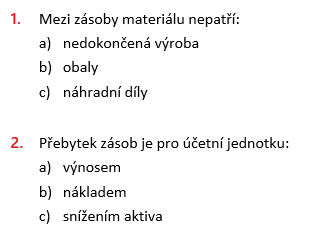 1. Mezi zásoby materiálu nepatří:
a) nedokončená výroba
b) obaly
c) náhradní díly
2. Přebytek zásob je pro účetní jednotku:
a) výnosem
b) nákladem
c) snížením aktiva